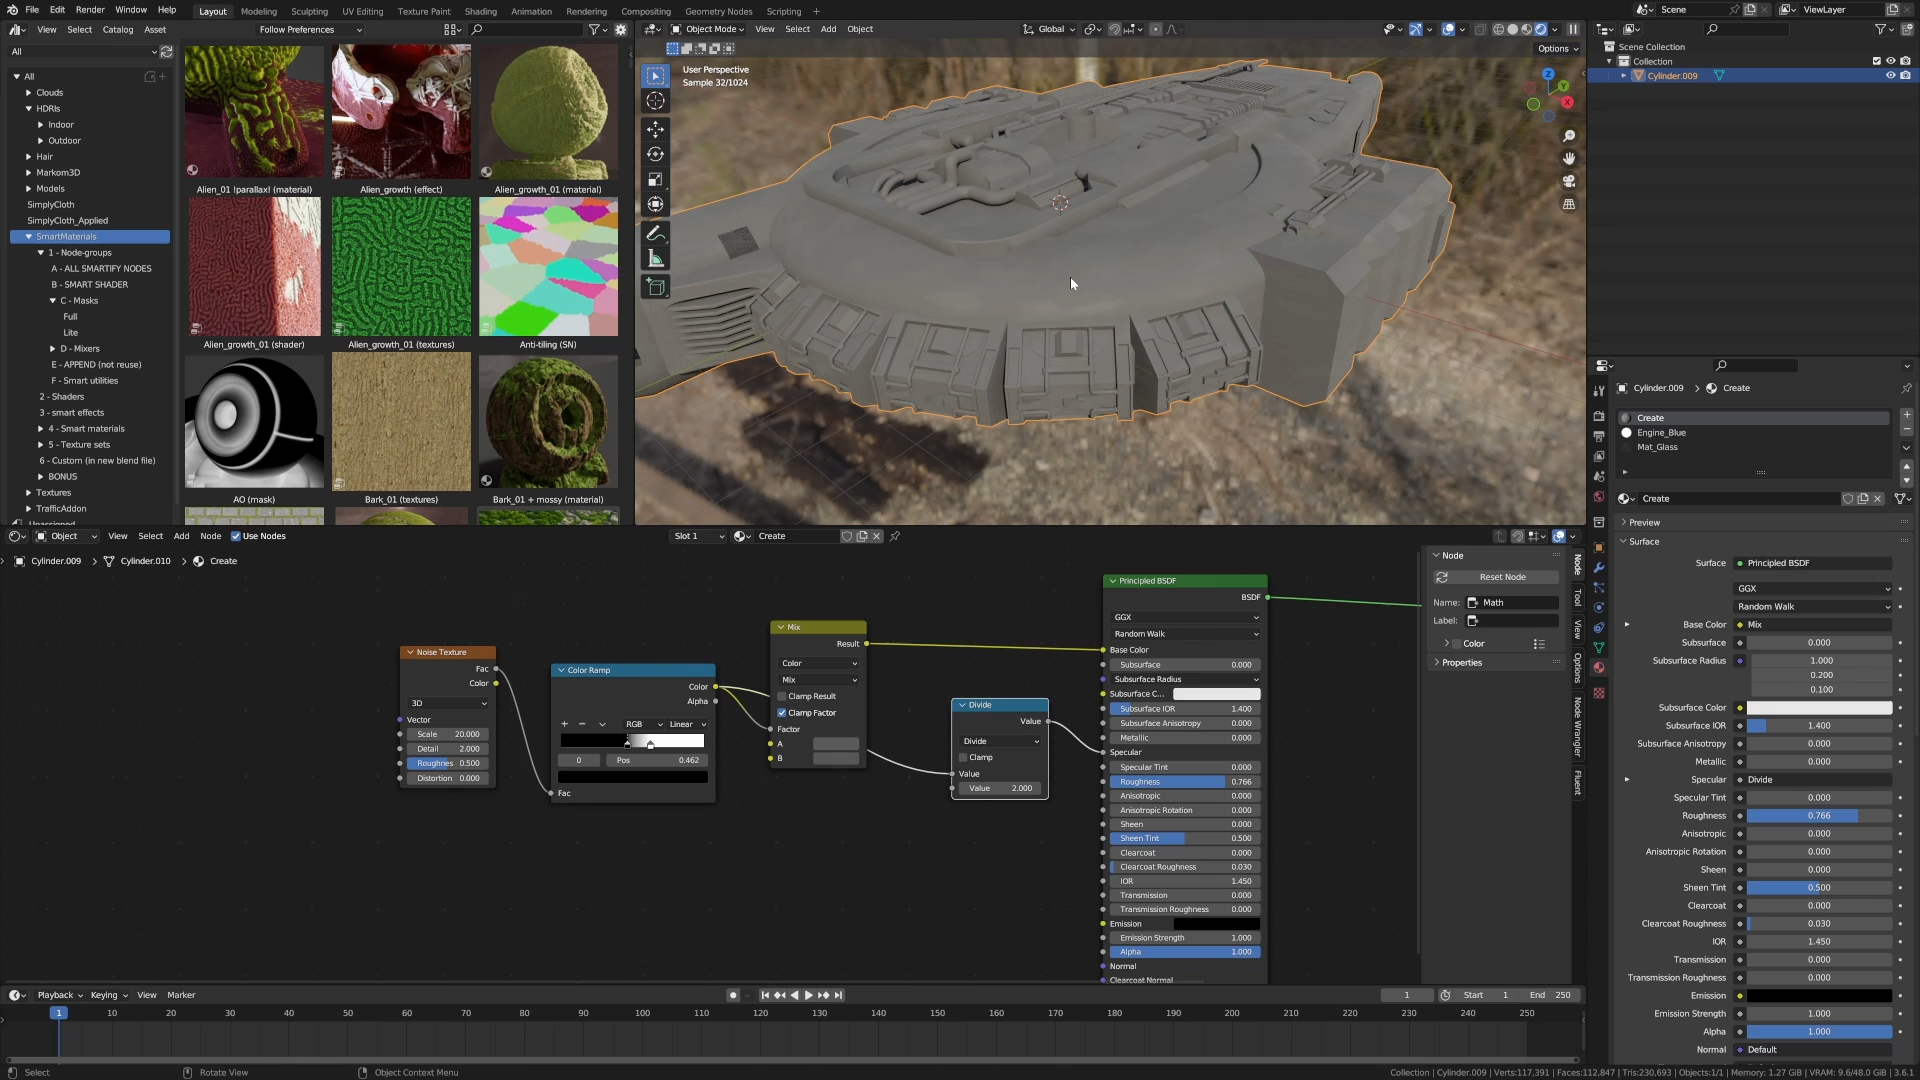 File Edit Render Window Help Layout Modeling Sculpting UV Editing Texture Paint Shading Animation Rendering Compositing Geometry Nodes Scripting + Scene ViewLayer
View Select Catalog Asset Follow Preferences
All
All
Clouds
HDRIs
Indoor
Outdoor
Hair
Markom3D
Models
SimplyCloth
SimplyCloth_Applied
SmartMaterials
1 - Node-groups
A - ALL SMARTIFY NODES
B - SMART SHADER
C - Masks
Full
Lite
D - Mixers
E - APPEND (not reuse)
F - Smart utilities
2 - Shaders
3 - smart effects
4 - Smart materials
5 - Texture sets
6 - Custom (in new blend file)
BONUS
Textures
TrafficAddon
Unassigned
Alien_01 !parallax! (material) Alien_growth (effect) Alien_growth_01 (material)
Alien_growth_01 (shader) Alien_growth_01 (textures) Anti-tiling (SN)
AO (mask) Bark_01 (textures) Bark_01 + mossy (material)
Object Mode View Select Add Object Global
Options
User Perspective
Sample 32/1024
Z
Y
X
Scene Collection
Collection
Cylinder.009
Cylinder.009 > Create
Create
Engine_Blue
Mat_Glass
Create
Preview
Surface
Surface Principled BSDF
GGX
Random Walk
Base Color Mix
Subsurface 0.000
Subsurface Radius 1.000
0.200
0.100
Subsurface Color
Subsurface IOR 1.400
Subsurface Anisotropy 0.000
Metallic 0.000
Specular Divide
Specular Tint 0.000
Roughness 0.766
Anisotropic 0.000
Anisotropic Rotation 0.000
Sheen 0.000
Sheen Tint 0.500
Clearcoat 0.000
Clearcoat Roughness 0.030
IOR 1.450
Transmission 0.000
Transmission Roughness 0.000
Emission
Emission Strength 1.000
Alpha 1.000
Normal Default
Object View Select Add Node Use Nodes Slot 1 Create
Cylinder.009 > Cylinder.010 > Create
Noise Texture
Fac
Color
3D
Vector
Scale 20.000
Detail 2.000
Roughnes 0.500
Distortion 0.000
Color Ramp
Color
Alpha
+ − RGB Linear
0 Pos 0.462
Fac
Mix
Result
Color
Mix
Clamp Result
Clamp Factor
Factor
A
B
Divide
Value
Divide
Clamp
Value
Value 2.000
Principled BSDF
BSDF
GGX
Random Walk
Base Color
Subsurface 0.000
Subsurface Radius
Subsurface C...
Subsurface IOR 1.400
Subsurface Anisotropy 0.000
Metallic 0.000
Specular
Specular Tint 0.000
Roughness 0.766
Anisotropic 0.000
Anisotropic Rotation 0.000
Sheen 0.000
Sheen Tint 0.500
Clearcoat 0.000
Clearcoat Roughness 0.030
IOR 1.450
Transmission 0.000
Transmission Roughness 0.000
Emission
Emission Strength 1.000
Alpha 1.000
Normal
Clearcoat Normal
Node
Reset Node
Name: Math
Label:
Color
Properties
Node
Tool
View
Options
Node Wrangler
Fluent
Playback Keying View Marker 1 Start 1 End 250
1 10 20 30 40 50 60 70 80 90 100 110 120 130 140 150 160 170 180 190 200 210 220 230 240 250
Select Rotate View Object Context Menu Collection | Cylinder.009 | Verts:117,391 | Faces:112,847 | Tris:230,693 | Objects:1/1 | Memory: 1.27 GiB | VRAM: 9.6/48.0 GiB | 3.6.1